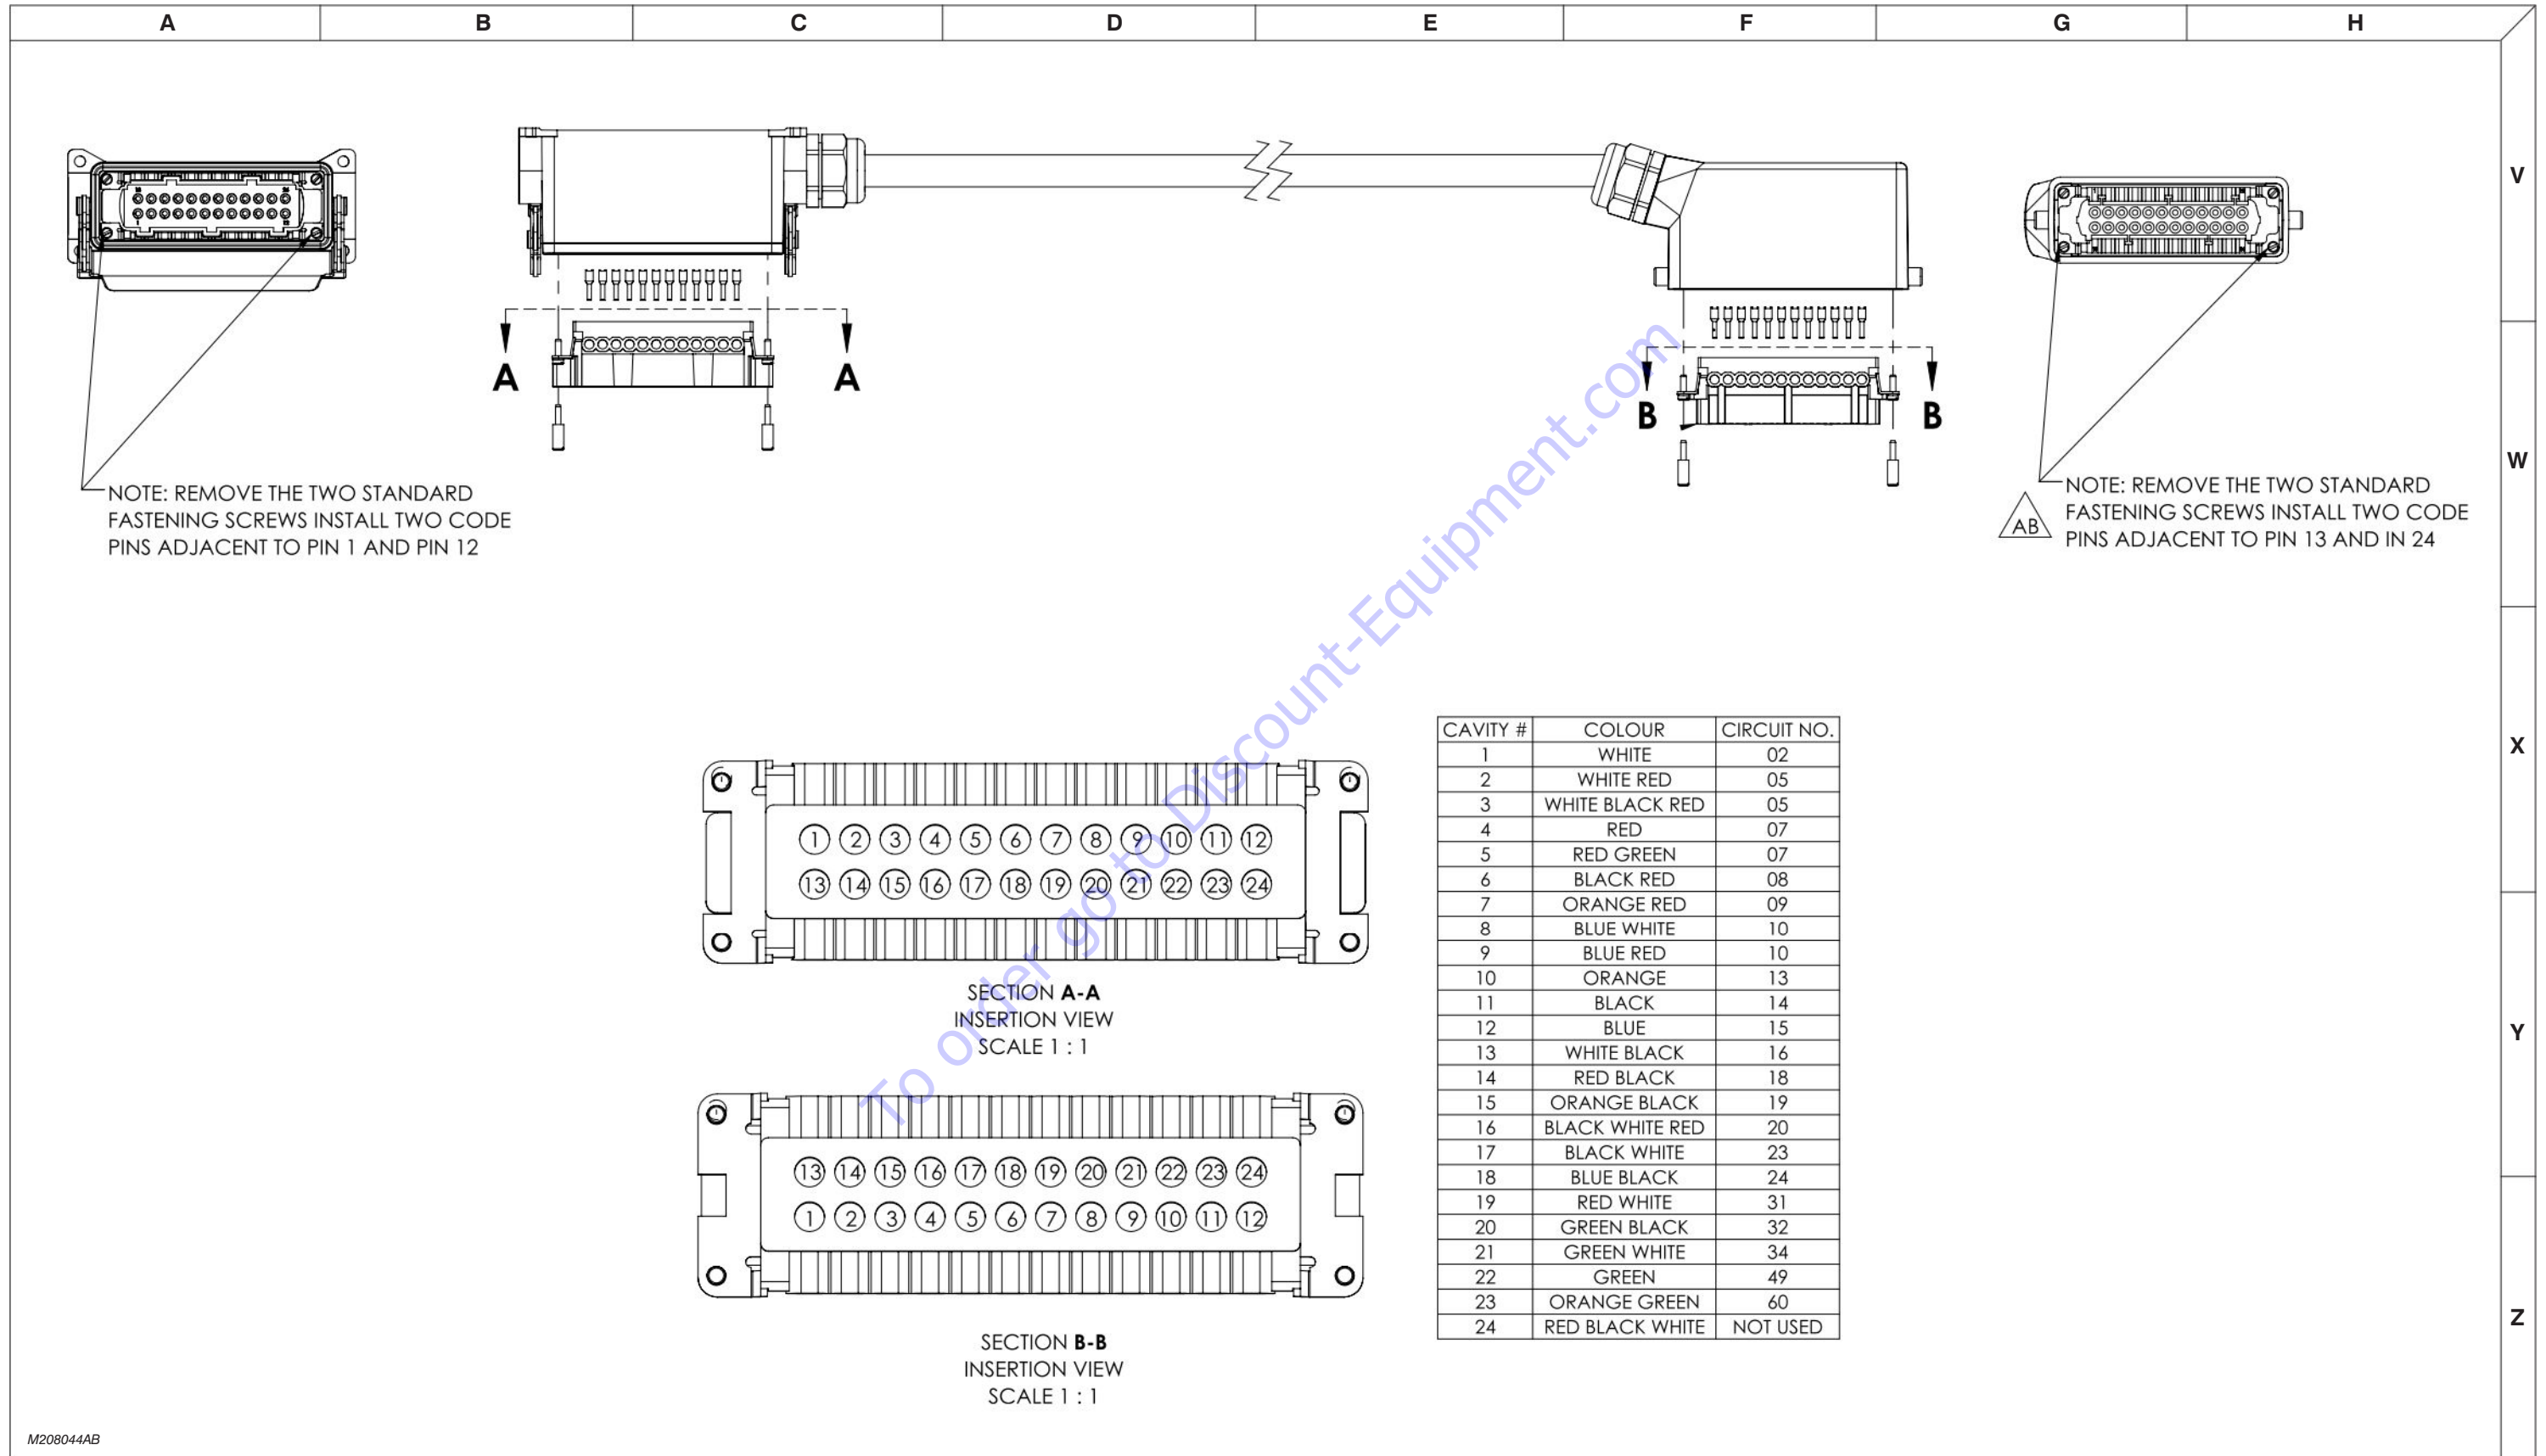 A B C D E F G H
V
W
X
Y
Z
A A
B B
NOTE: REMOVE THE TWO STANDARD
FASTENING SCREWS INSTALL TWO CODE
PINS ADJACENT TO PIN 1 AND PIN 12
AB
NOTE: REMOVE THE TWO STANDARD
FASTENING SCREWS INSTALL TWO CODE
PINS ADJACENT TO PIN 13 AND IN 24
1 2 3 4 5 6 7 8 9 10 11 12
13 14 15 16 17 18 19 20 21 22 23 24
SECTION A-A
INSERTION VIEW
SCALE 1 : 1
13 14 15 16 17 18 19 20 21 22 23 24
1 2 3 4 5 6 7 8 9 10 11 12
SECTION B-B
INSERTION VIEW
SCALE 1 : 1
CAVITY # COLOUR CIRCUIT NO.
1 WHITE 02
2 WHITE RED 05
3 WHITE BLACK RED 05
4 RED 07
5 RED GREEN 07
6 BLACK RED 08
7 ORANGE RED 09
8 BLUE WHITE 10
9 BLUE RED 10
10 ORANGE 13
11 BLACK 14
12 BLUE 15
13 WHITE BLACK 16
14 RED BLACK 18
15 ORANGE BLACK 19
16 BLACK WHITE RED 20
17 BLACK WHITE 23
18 BLUE BLACK 24
19 RED WHITE 31
20 GREEN BLACK 32
21 GREEN WHITE 34
22 GREEN 49
23 ORANGE GREEN 60
24 RED BLACK WHITE NOT USED
To order go to Discount-Equipment.com
M208044AB